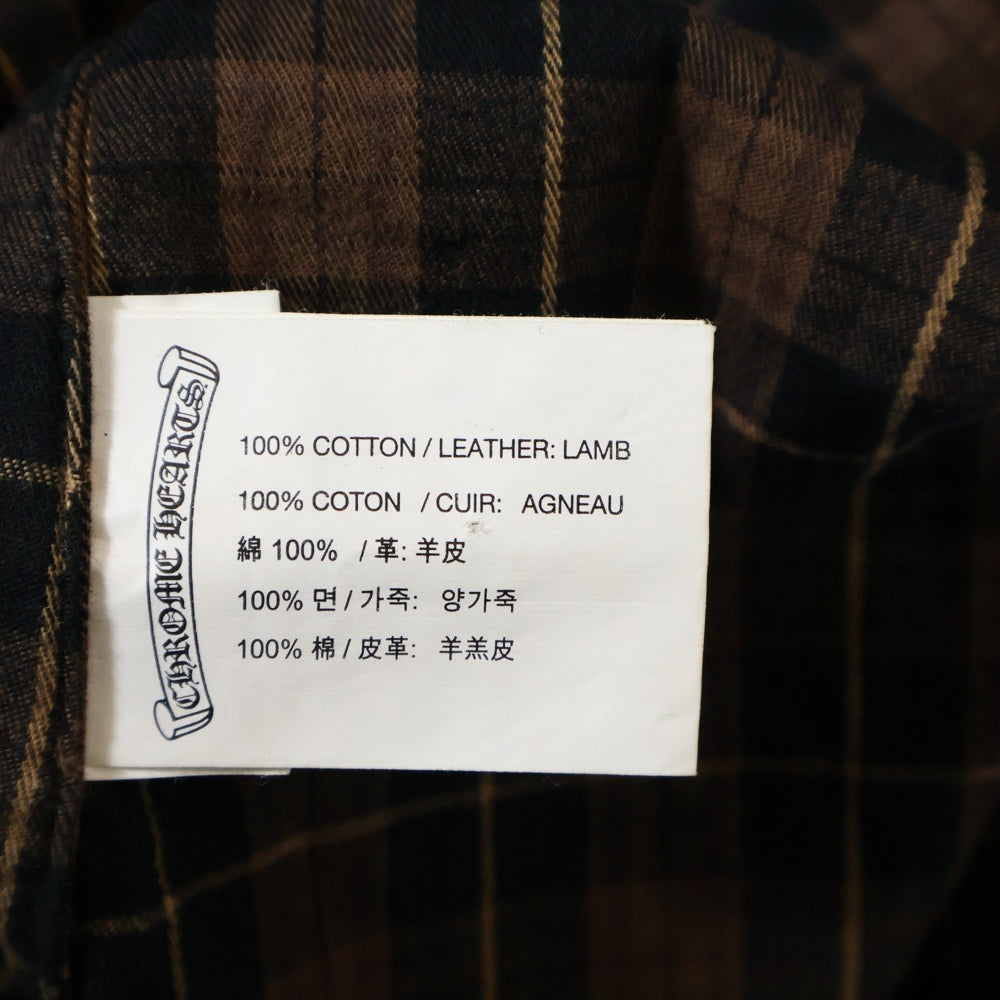 CHROME HEARTS
100% COTTON / LEATHER: LAMB
100% COTON / CUIR: AGNEAU
綿 100% / 革: 羊皮
100% 면 / 가죽: 양가죽
100% 棉 / 皮革: 羊羔皮